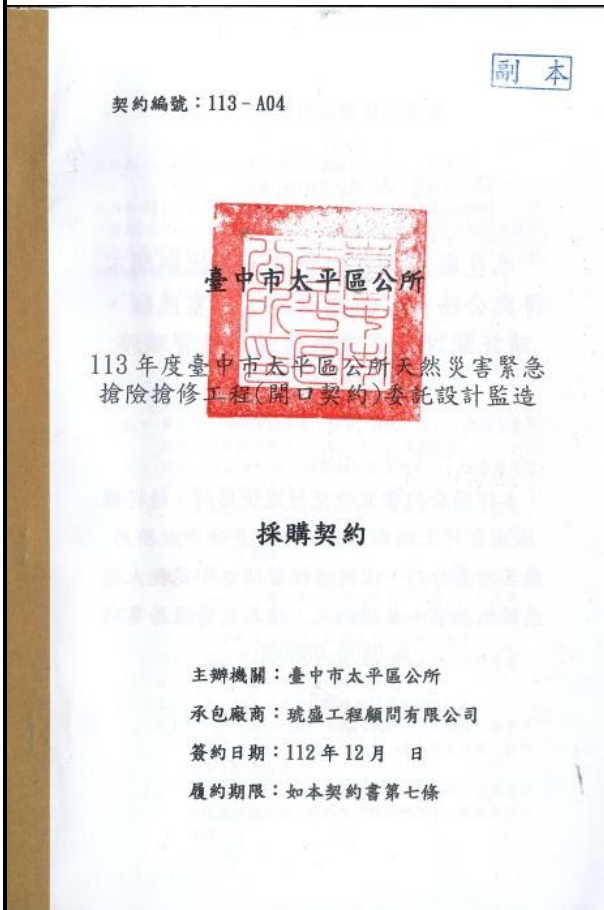 副本
契約編號：113－A04
臺中市太平區公所
113年度臺中市太平區公所天然災害緊急
搶險搶修工程(開口契約)委託設計監造
採購契約
主辦機關：臺中市太平區公所
承包廠商：琥盛工程顧問有限公司
簽約日期：112年12月　日
履約期限：如本契約書第七條